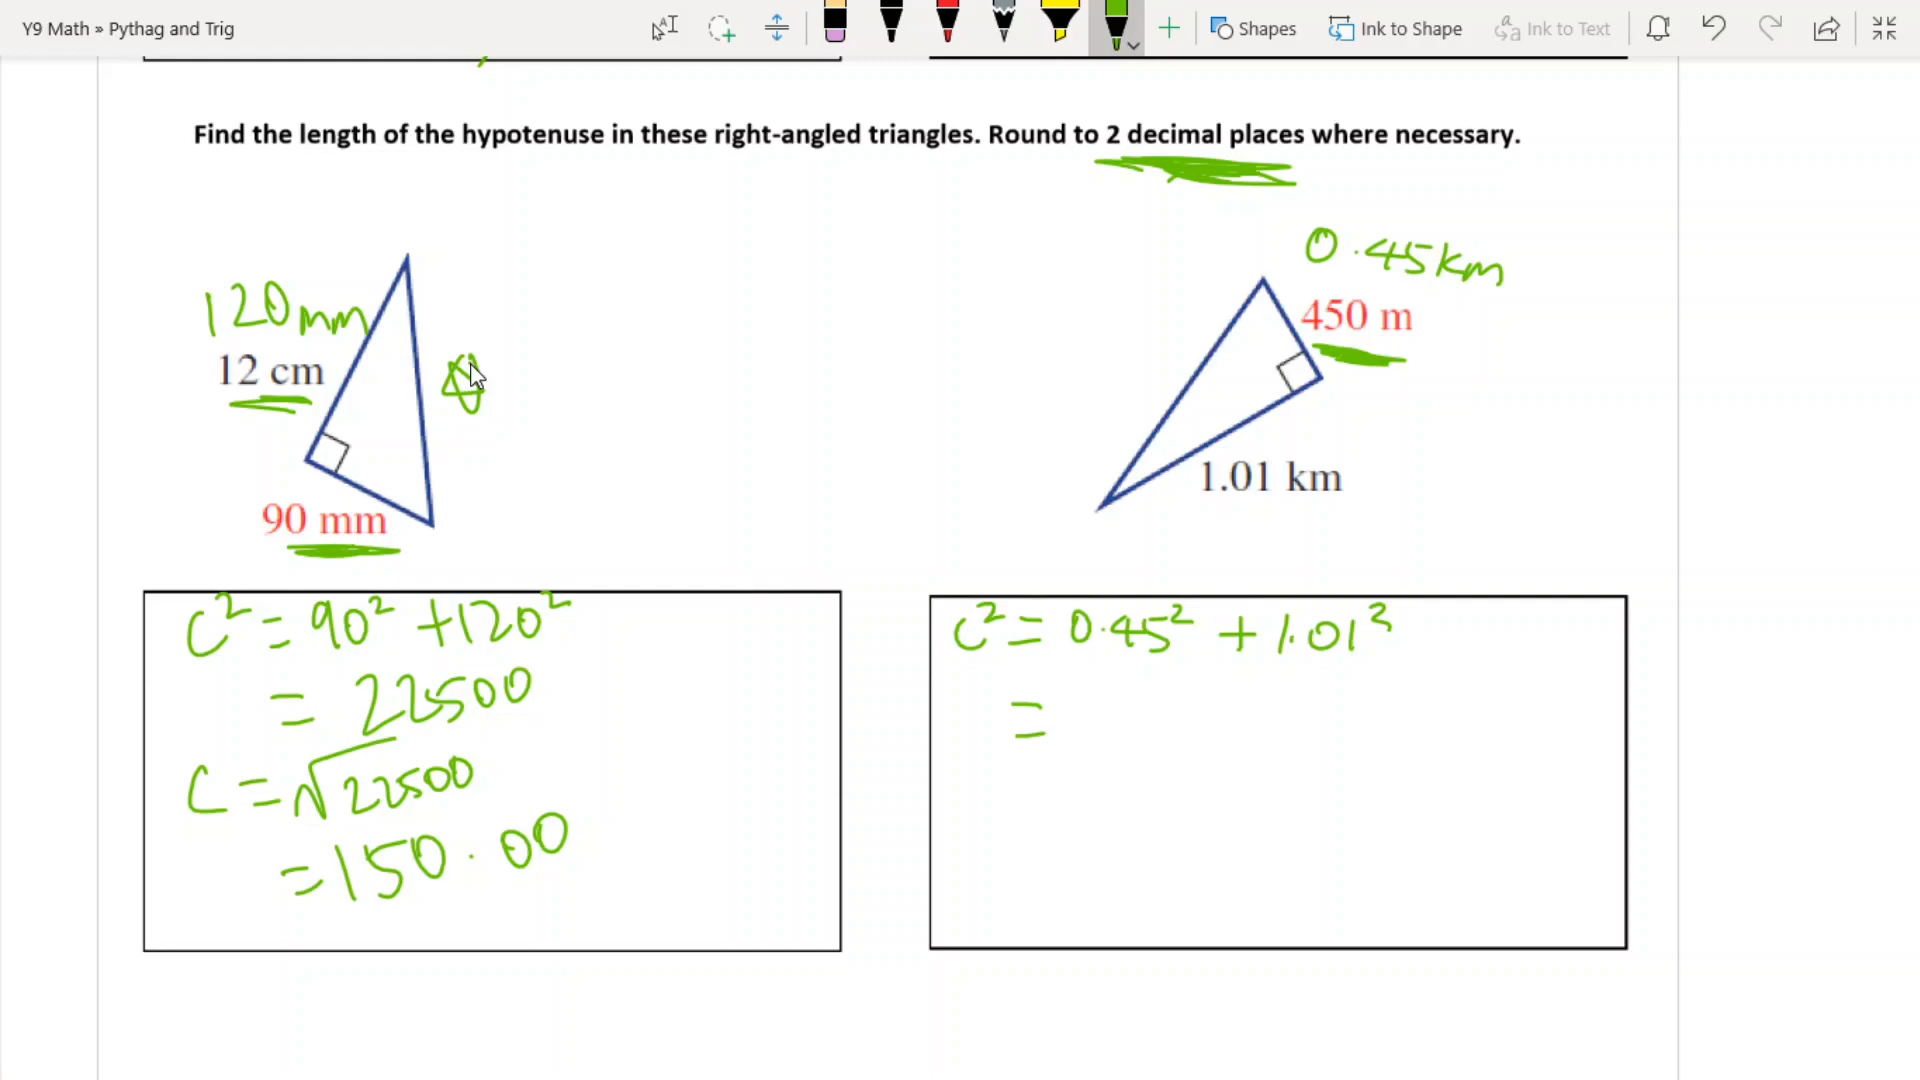 Y9 Math » Pythag and Trig
Shapes
Ink to Shape
Ink to Text
Find the length of the hypotenuse in these right-angled triangles. Round to 2 decimal places where necessary.
120mm
12 cm
90 mm
0.45km
450 m
1.01 km
C² = 90² + 120²
= 22500
C = √22500
= 150.00
c² = 0.45² + 1.01²
=